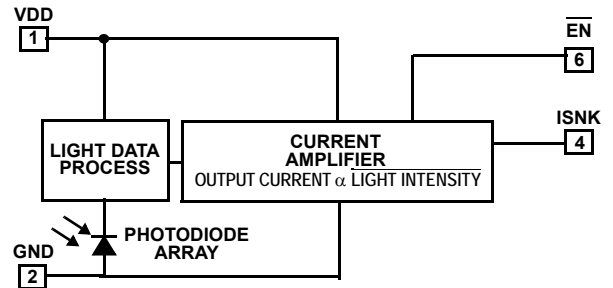 VDD
1
EN
6
ISNK
4
LIGHT DATA
PROCESS
CURRENT
AMPLIFIER
OUTPUT CURRENT α LIGHT INTENSITY
PHOTODIODE
ARRAY
GND
2